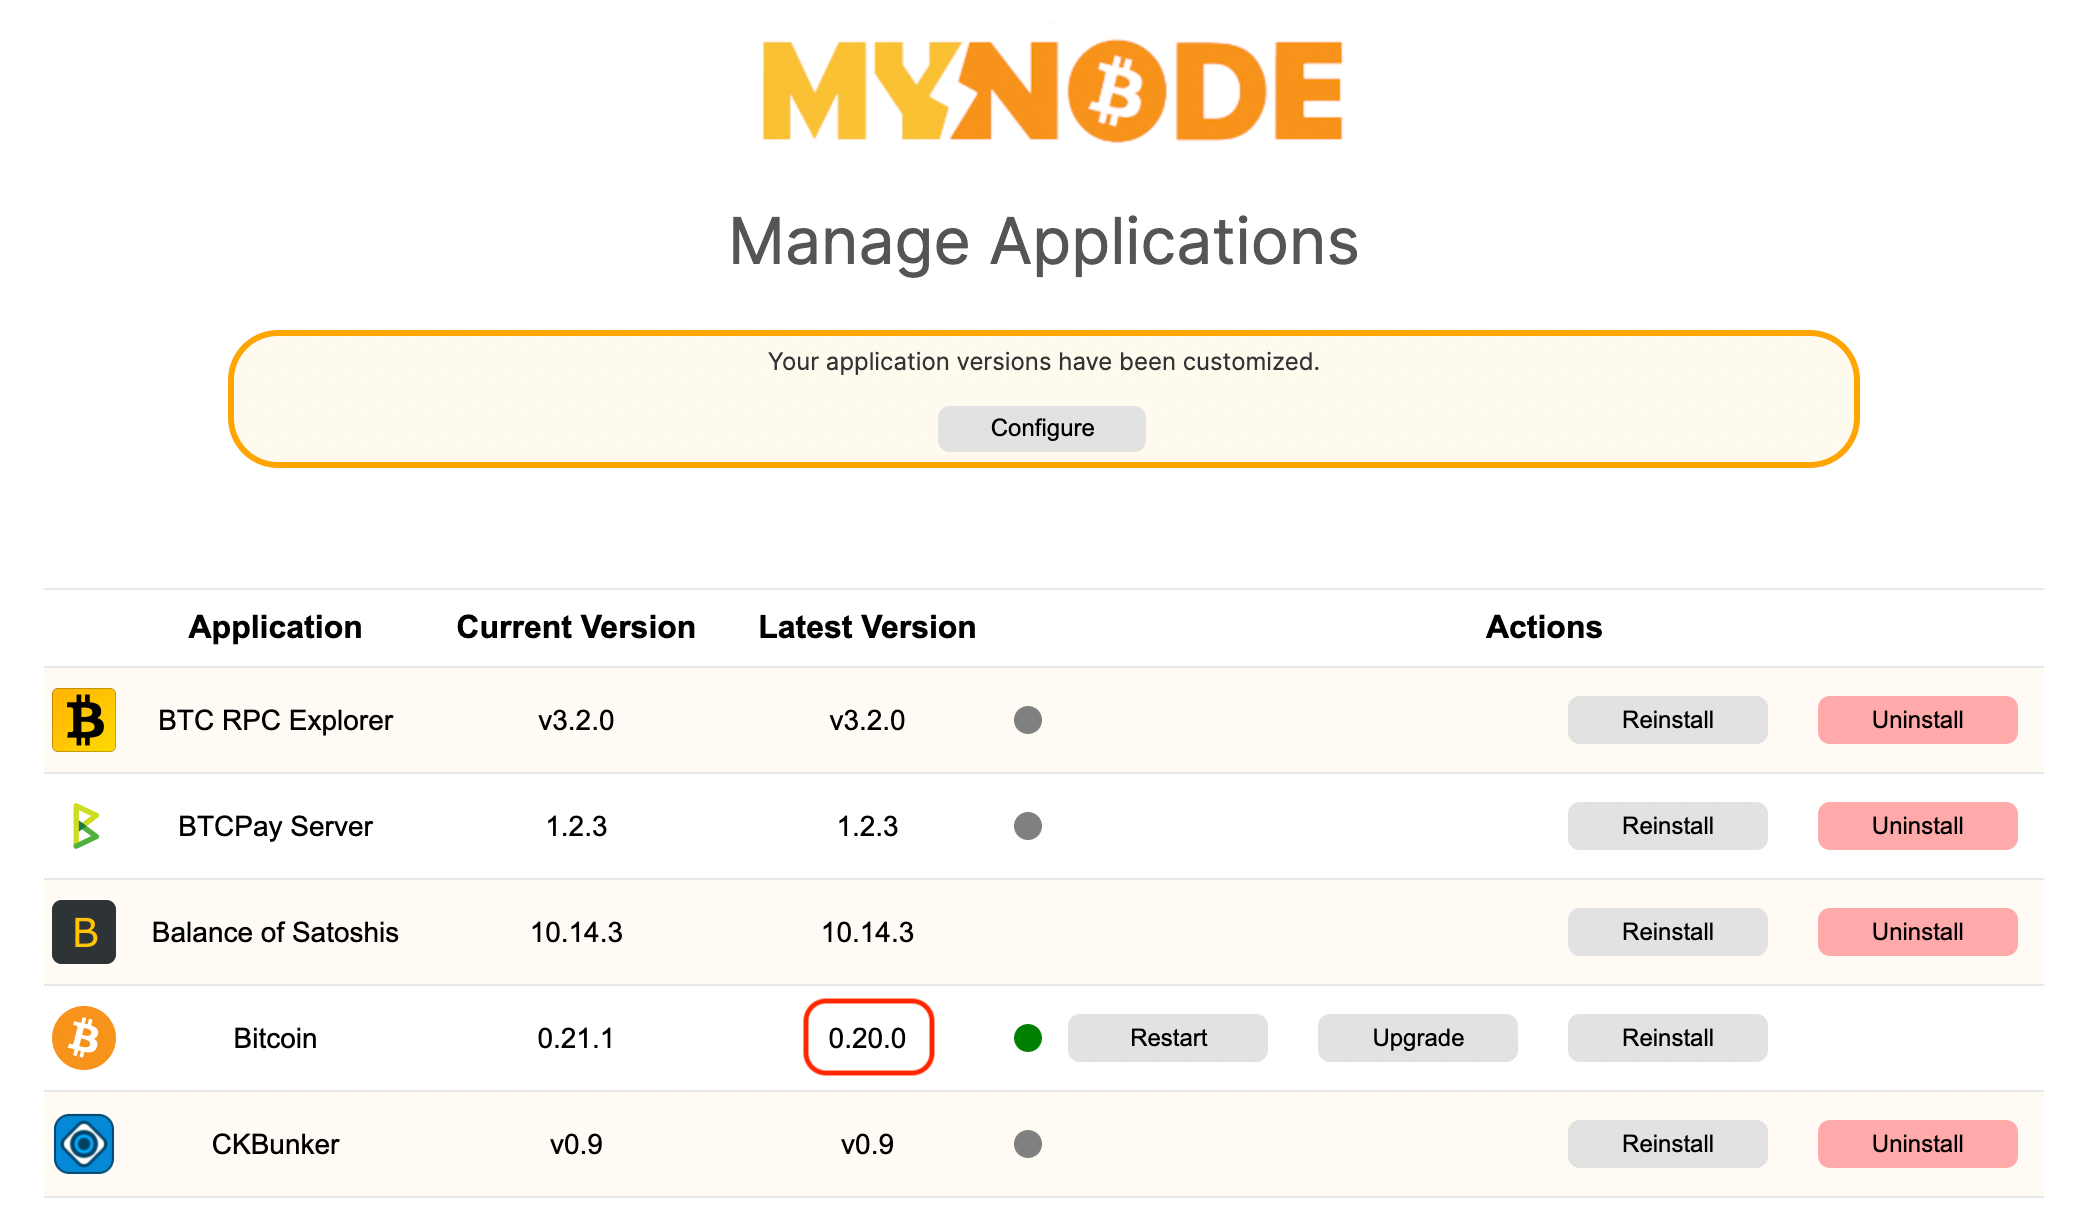 MYNODE
Manage Applications
Your application versions have been customized.
Configure
Application Current Version Latest Version Actions
BTC RPC Explorer v3.2.0 v3.2.0 Reinstall Uninstall
BTCPay Server 1.2.3 1.2.3 Reinstall Uninstall
B Balance of Satoshis 10.14.3 10.14.3 Reinstall Uninstall
Bitcoin 0.21.1 0.20.0 Restart Upgrade Reinstall
CKBunker v0.9 v0.9 Reinstall Uninstall